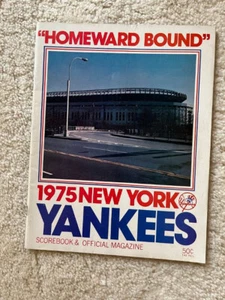 "HOMEWARD BOUND"
1975 NEW YORK
YANKEES
SCOREBOOK & OFFICIAL MAGAZINE
50¢